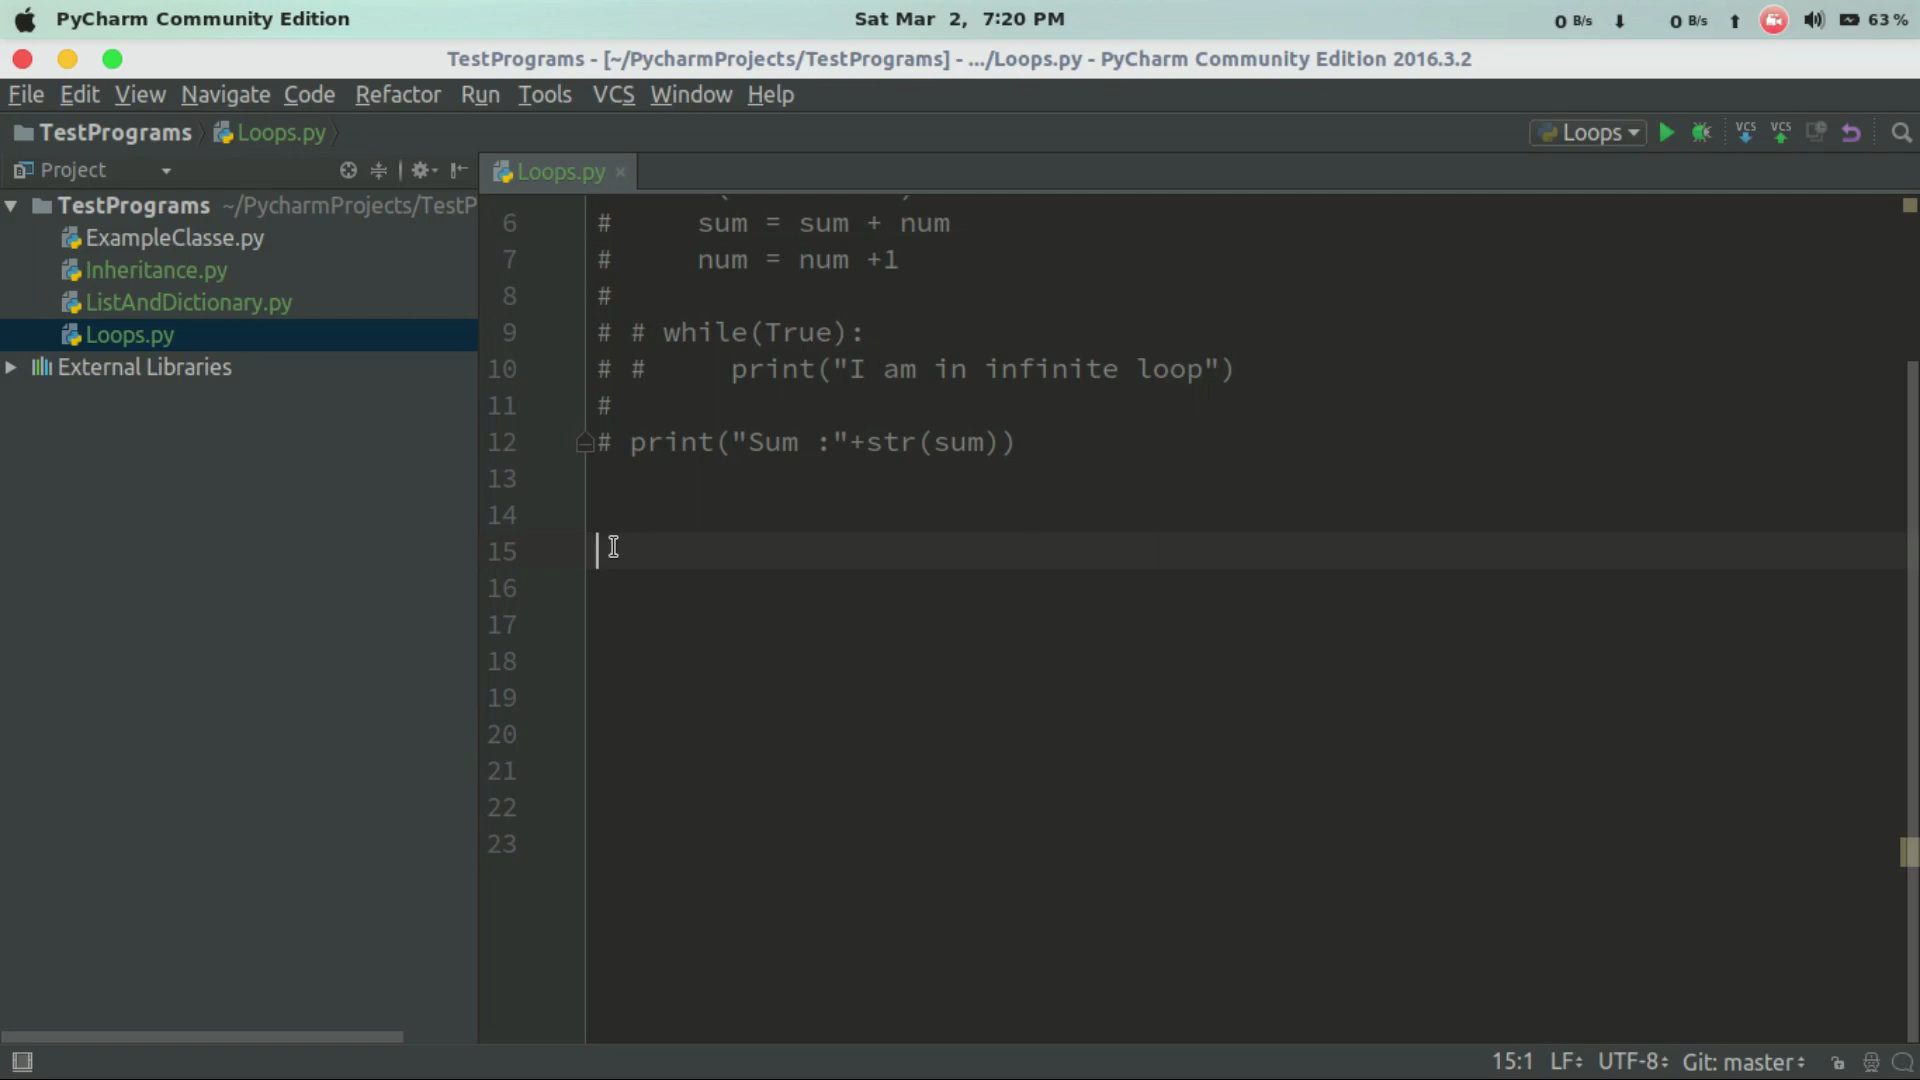 PyCharm Community Edition Sat Mar 2, 7:20 PM 0 B/s 0 B/s 63 %
TestPrograms - [~/PycharmProjects/TestPrograms] - .../Loops.py - PyCharm Community Edition 2016.3.2
File Edit View Navigate Code Refactor Run Tools VCS Window Help
TestPrograms Loops.py Loops VCS VCS
Project Loops.py
TestPrograms ~/PycharmProjects/TestP
ExampleClasse.py
Inheritance.py
ListAndDictionary.py
Loops.py
External Libraries
6 # sum = sum + num
7 # num = num +1
8 #
9 # # while(True):
10 # # print("I am in infinite loop")
11 #
12 # print("Sum :"+str(sum))
13
14
15
16
17
18
19
20
21
22
23
15:1 LF UTF-8 Git: master